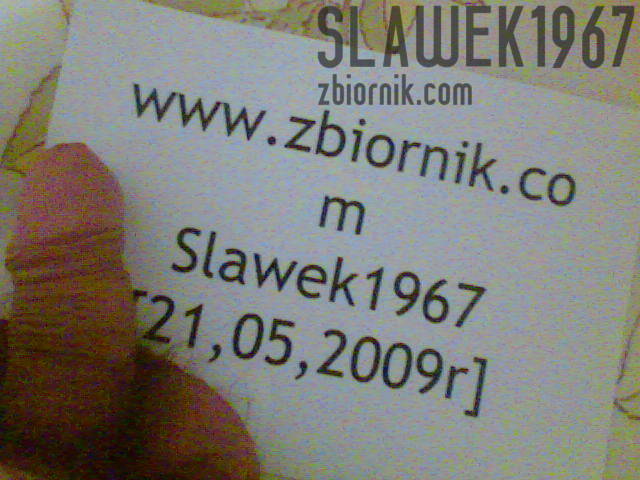 SLAWEK1967
zbiornik.com
www.zbiornik.co
m
Slawek1967
[21,05,2009r]